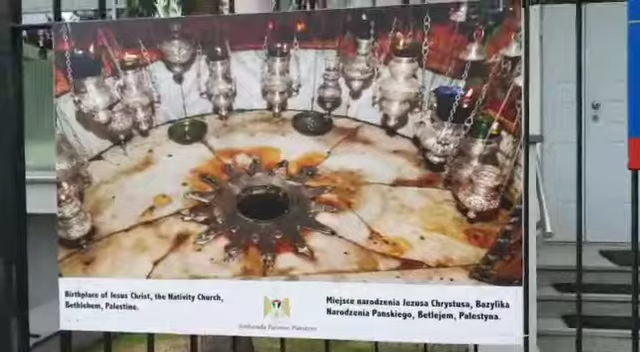 Birthplace of Jesus Christ, the Nativity Church,
Bethlehem, Palestine.
Miejsce narodzenia Jezusa Chrystusa, Bazylika
Narodzenia Pańskiego, Betlejem, Palestyna.
Ambasada Państwa Palestyny